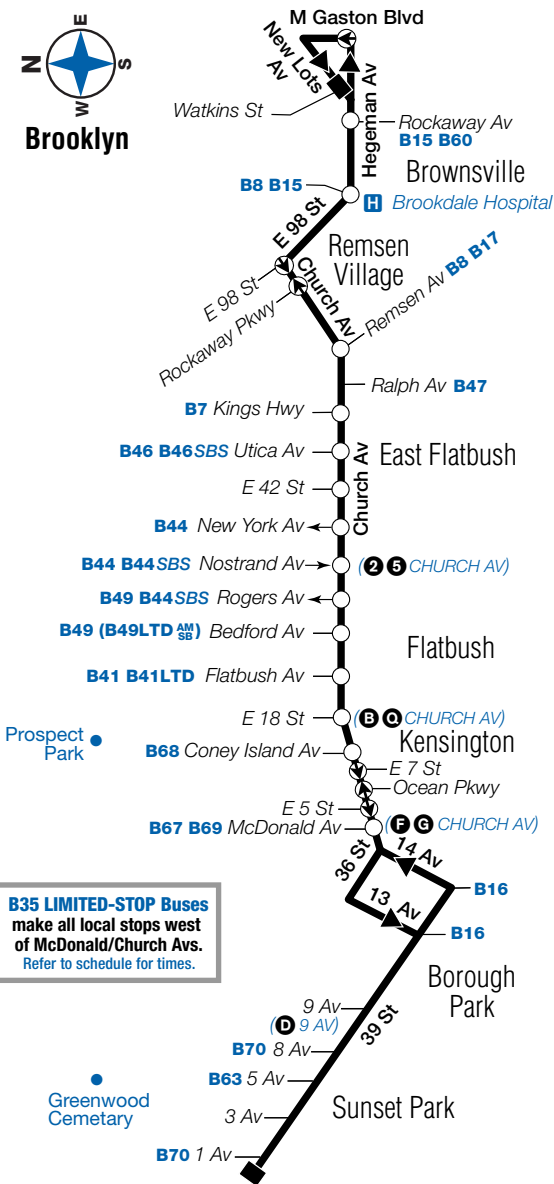 M Gaston Blvd
E
N
S
W
Brooklyn
New Lots
Av
Hegeman Av
Watkins St
Rockaway Av
B15 B60
Brownsville
B8 B15
H Brookdale Hospital
E 98 St
Remsen
Village
E 98 St
Church Av
Rockaway Pkwy
Remsen Av B8 B17
Ralph Av B47
B7 Kings Hwy
B46 B46SBS Utica Av
East Flatbush
Church Av
E 42 St
B44 New York Av
B44 B44SBS Nostrand Av
(2 5 CHURCH AV)
B49 B44SBS Rogers Av
B49 (B49LTD AM SB) Bedford Av
Flatbush
B41 B41LTD Flatbush Av
E 18 St
(B Q CHURCH AV)
Prospect
Park
Kensington
B68 Coney Island Av
E 7 St
Ocean Pkwy
E 5 St
B67 B69 McDonald Av
(F G CHURCH AV)
36 St
14 Av
13 Av
B16
B16
B35 LIMITED-STOP Buses
make all local stops west
of McDonald/Church Avs.
Refer to schedule for times.
Borough
Park
9 Av
(D 9 AV)
39 St
B70 8 Av
B63 5 Av
Greenwood
Cemetary
Sunset Park
3 Av
B70 1 Av